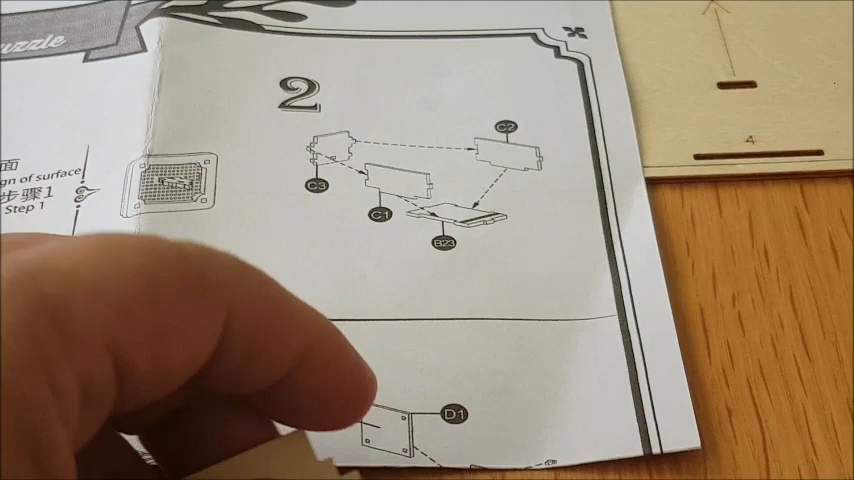 uzzle
2
C2
C3
C1
B23
面
gn of surface
步骤1
Step 1
D1
4